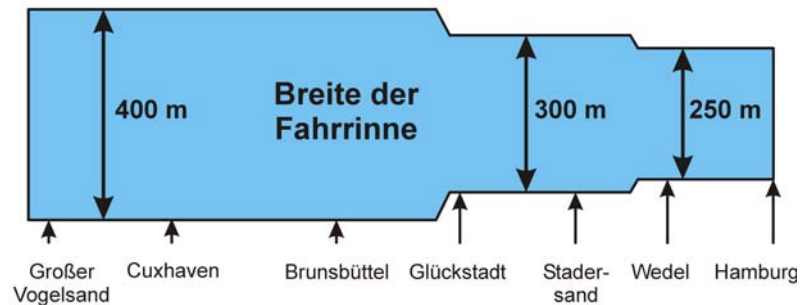 Breite der
Fahrrinne
400 m
300 m
250 m
Großer
Vogelsand
Cuxhaven
Brunsbüttel
Glückstadt
Stader-
sand
Wedel
Hamburg